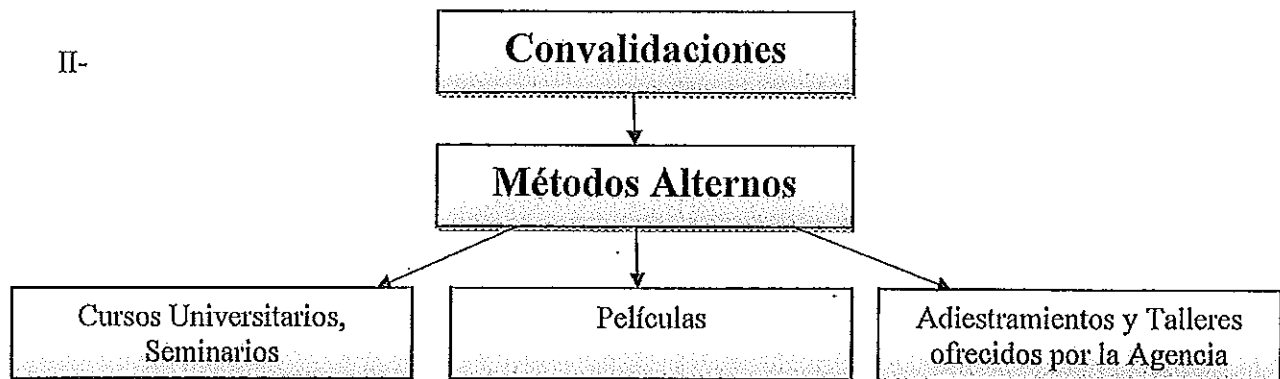 II-
Convalidaciones
Métodos Alternos
Cursos Universitarios,
Seminarios
Películas
Adiestramientos y Talleres
ofrecidos por la Agencia